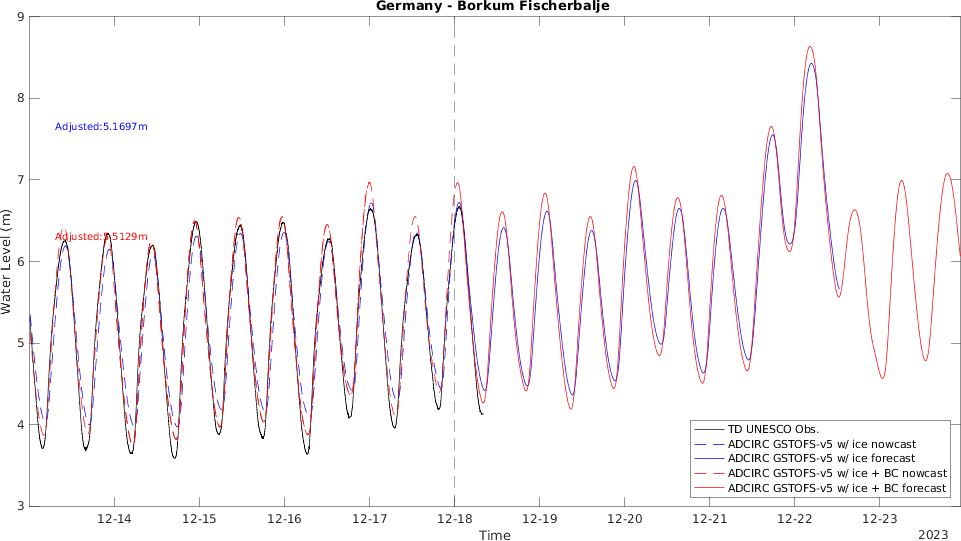 Germany - Borkum Fischerbalje
9
8
7
6
5
4
3
Water Level (m)
Adjusted:5.1697m
Adjusted:5.5129m
TD UNESCO Obs.
ADCIRC GSTOFS-v5 w/ ice nowcast
ADCIRC GSTOFS-v5 w/ ice forecast
ADCIRC GSTOFS-v5 w/ ice + BC nowcast
ADCIRC GSTOFS-v5 w/ ice + BC forecast
12-14 12-15 12-16 12-17 12-18 12-19 12-20 12-21 12-22 12-23
Time
2023